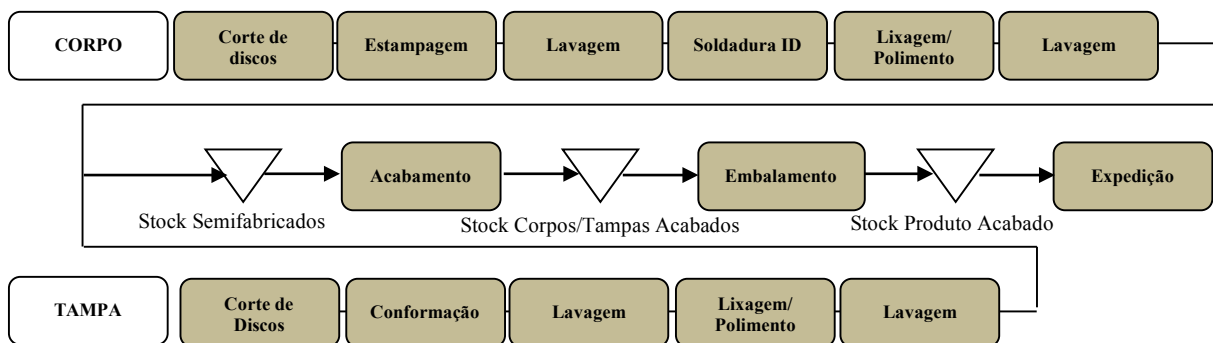 CORPO
Corte de
discos
Estampagem
Lavagem
Soldadura ID
Lixagem/
Polimento
Lavagem
Acabamento
Embalamento
Expedição
Stock Semifabricados
Stock Corpos/Tampas Acabados
Stock Produto Acabado
TAMPA
Corte de
Discos
Conformação
Lavagem
Lixagem/
Polimento
Lavagem